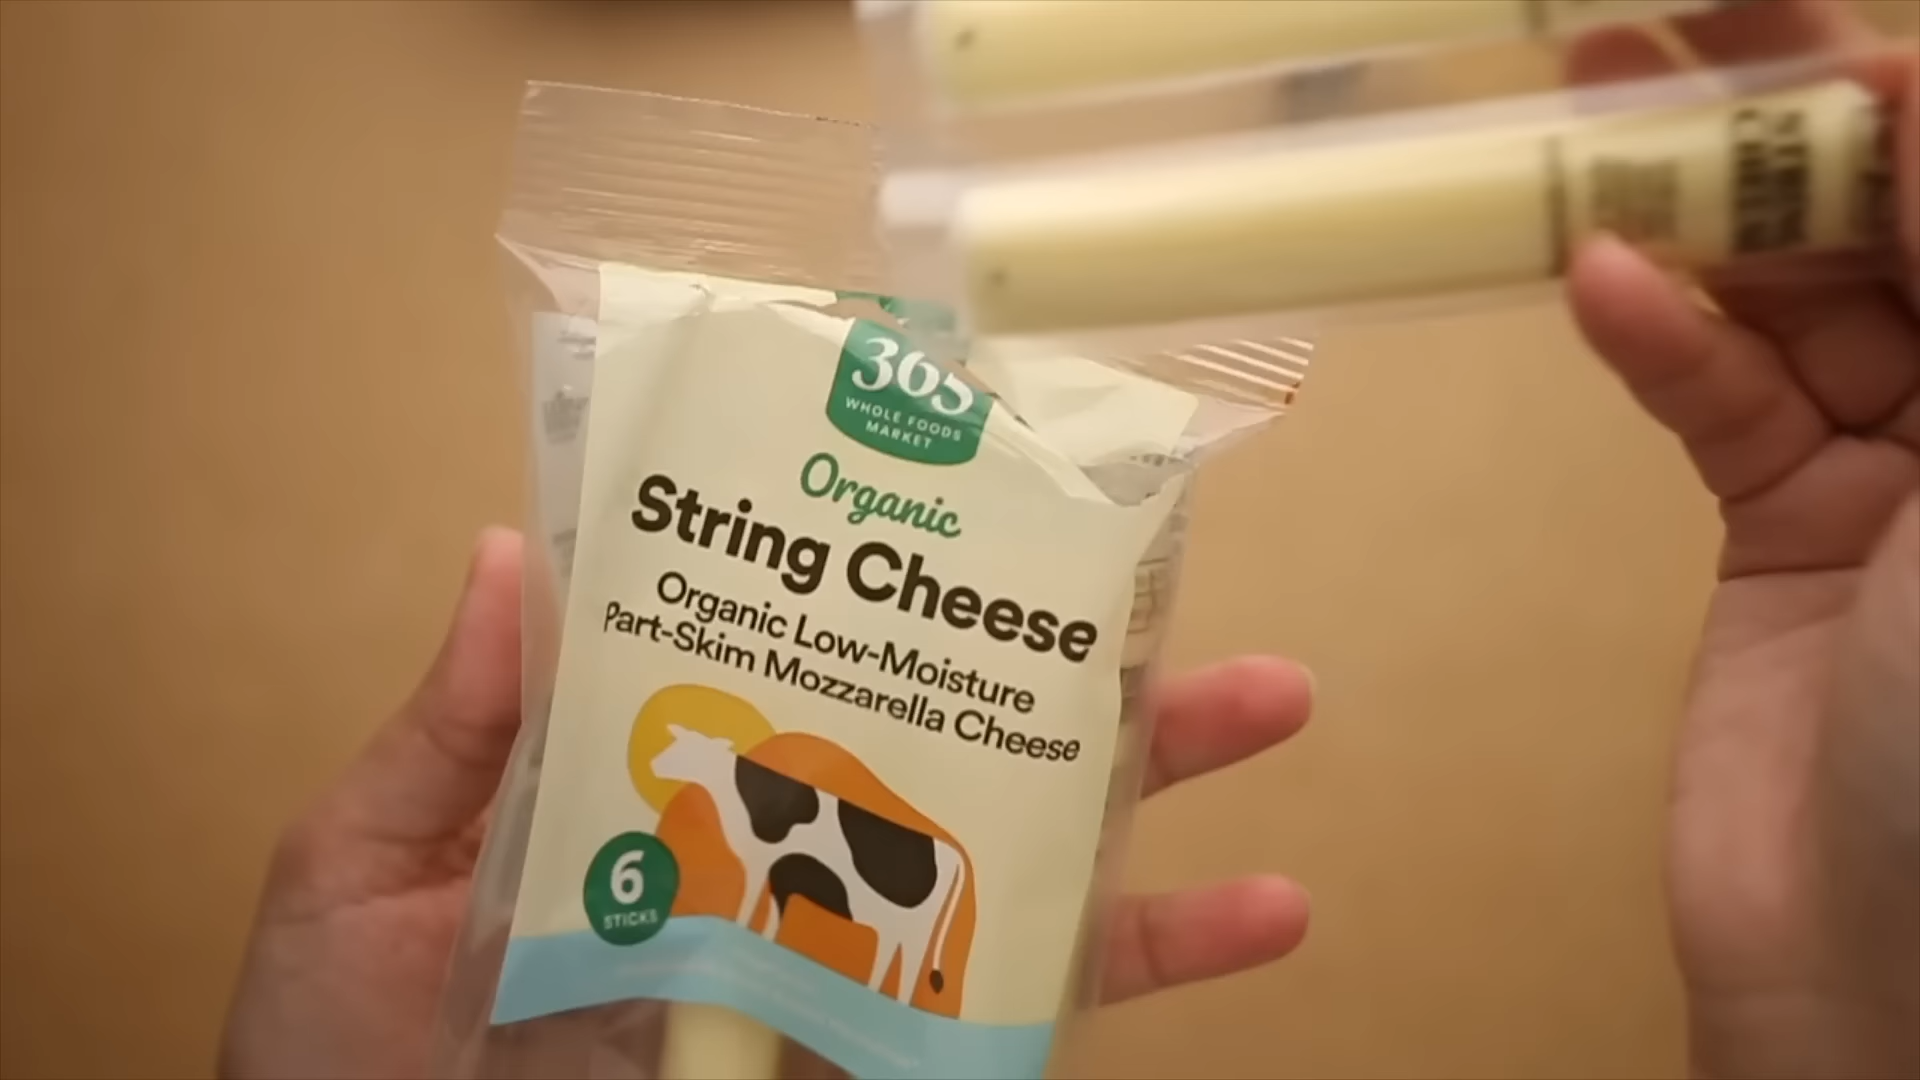 365
WHOLE FOODS
MARKET
Organic
String Cheese
Organic Low-Moisture
Part-Skim Mozzarella Cheese
6
STICKS